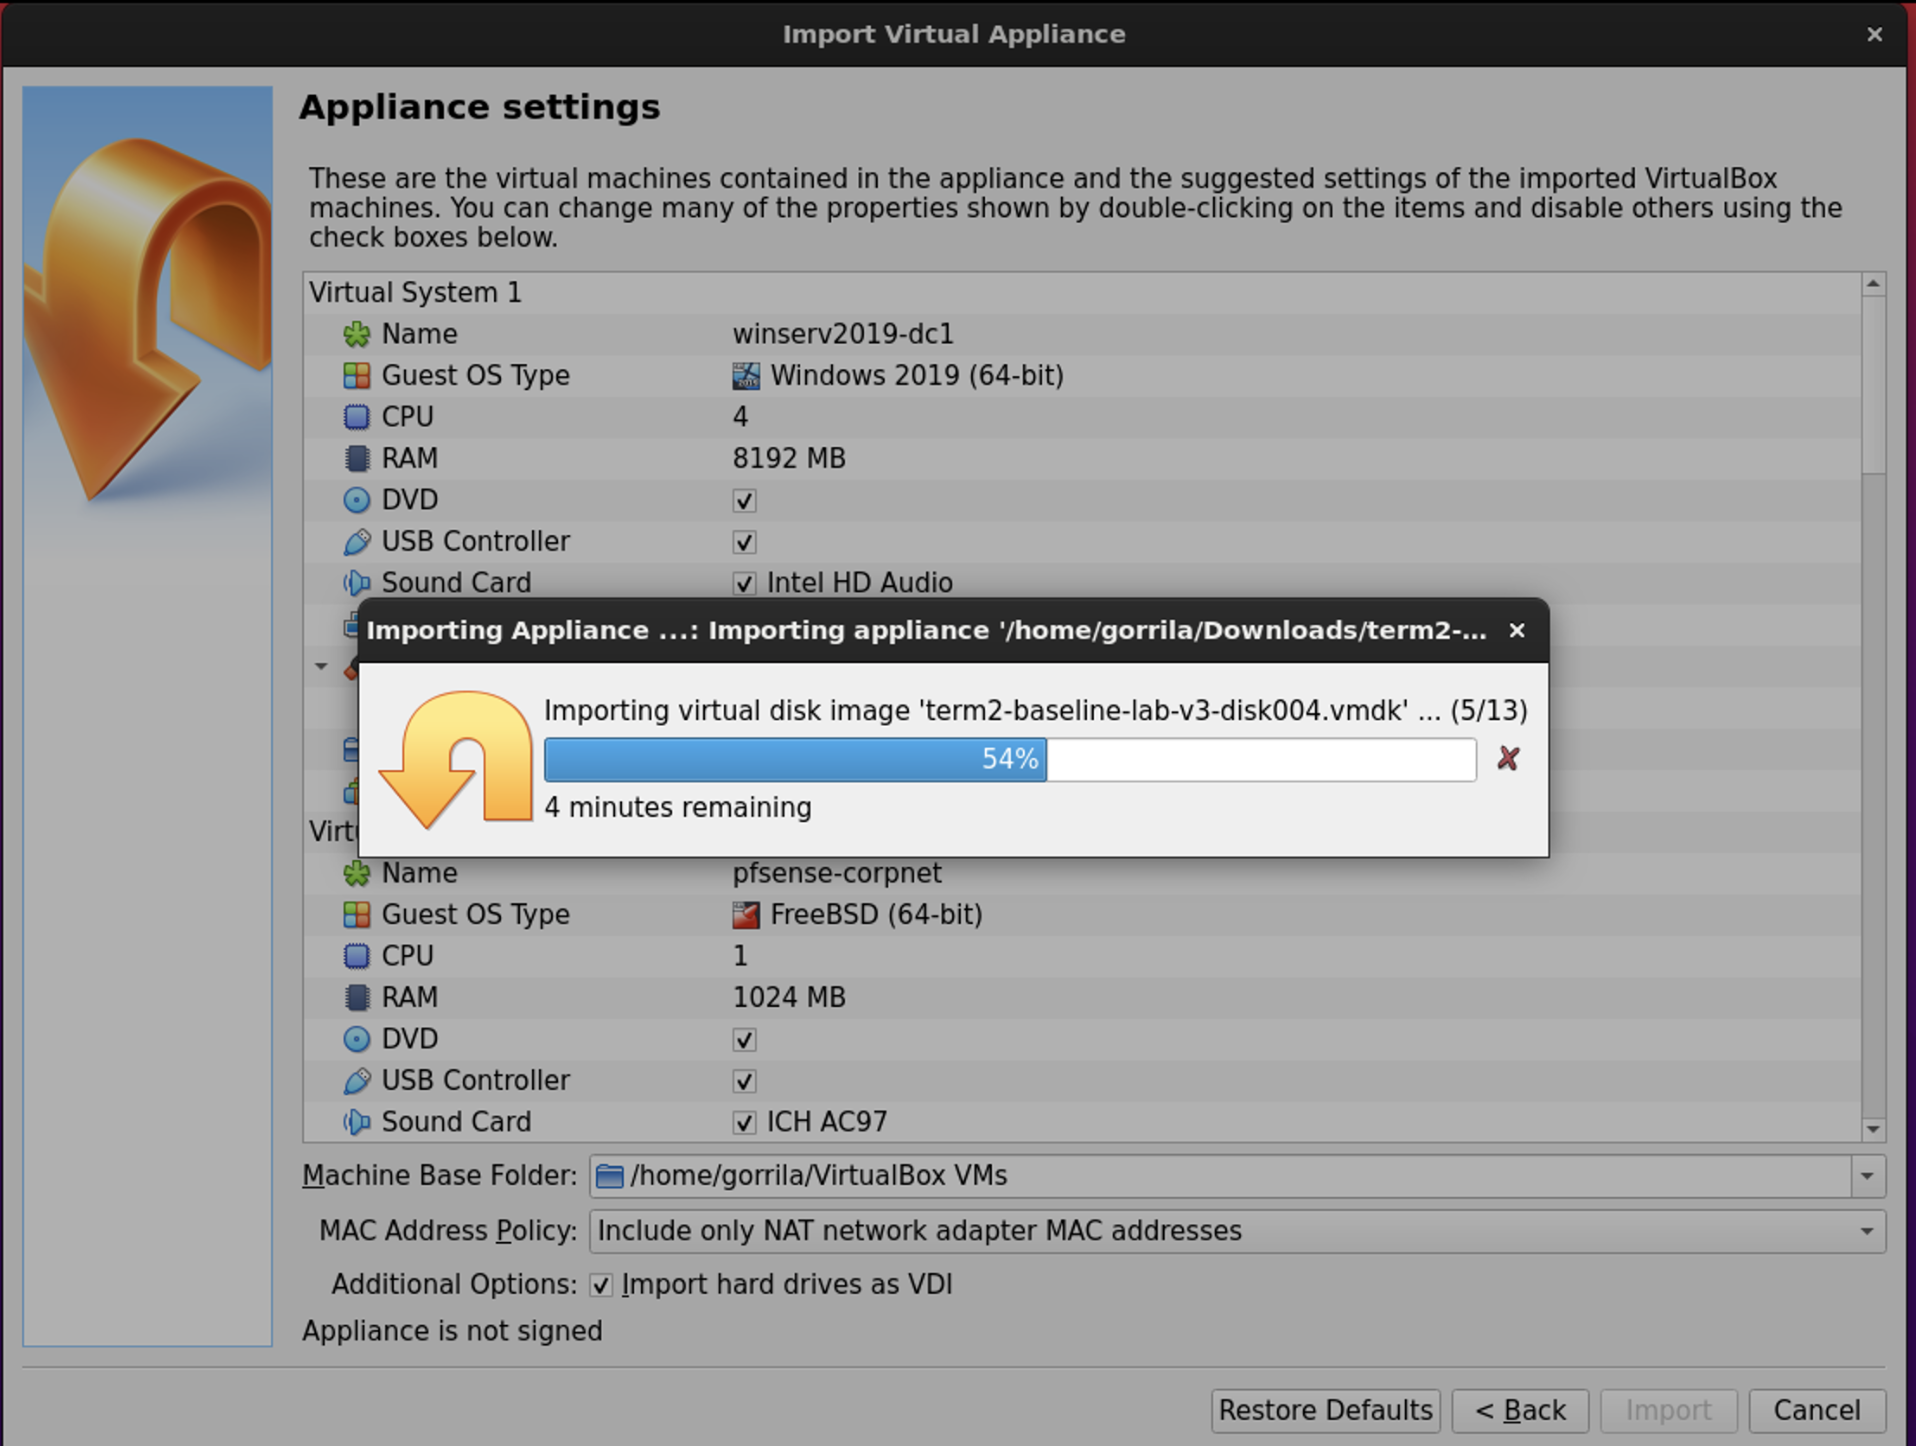 Import Virtual Appliance
Appliance settings
These are the virtual machines contained in the appliance and the suggested settings of the imported VirtualBox
machines. You can change many of the properties shown by double-clicking on the items and disable others using the
check boxes below.
Virtual System 1
Name winserv2019-dc1
Guest OS Type Windows 2019 (64-bit)
CPU 4
RAM 8192 MB
DVD
USB Controller
Sound Card Intel HD Audio
Importing Appliance ...: Importing appliance '/home/gorrila/Downloads/term2-...
Importing virtual disk image 'term2-baseline-lab-v3-disk004.vmdk' ... (5/13)
54%
4 minutes remaining
Name pfsense-corpnet
Guest OS Type FreeBSD (64-bit)
CPU 1
RAM 1024 MB
DVD
USB Controller
Sound Card ICH AC97
Machine Base Folder: /home/gorrila/VirtualBox VMs
MAC Address Policy: Include only NAT network adapter MAC addresses
Additional Options: Import hard drives as VDI
Appliance is not signed
Restore Defaults < Back Import Cancel